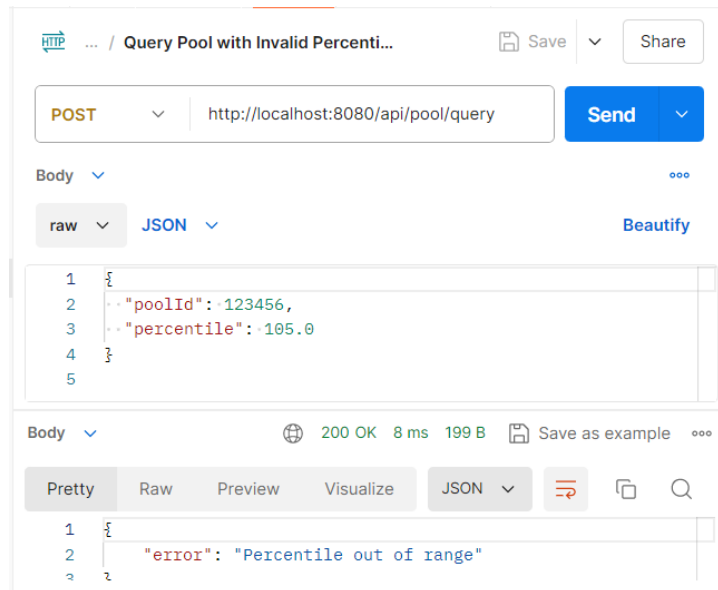 HTTP ... / Query Pool with Invalid Percenti... Save Share
POST http://localhost:8080/api/pool/query Send
Body
raw JSON Beautify
1 {
2 "poolId": 123456,
3 "percentile": 105.0
4 }
5
Body 200 OK 8 ms 199 B Save as example
Pretty Raw Preview Visualize JSON
1 {
2 "error": "Percentile out of range"
3 }